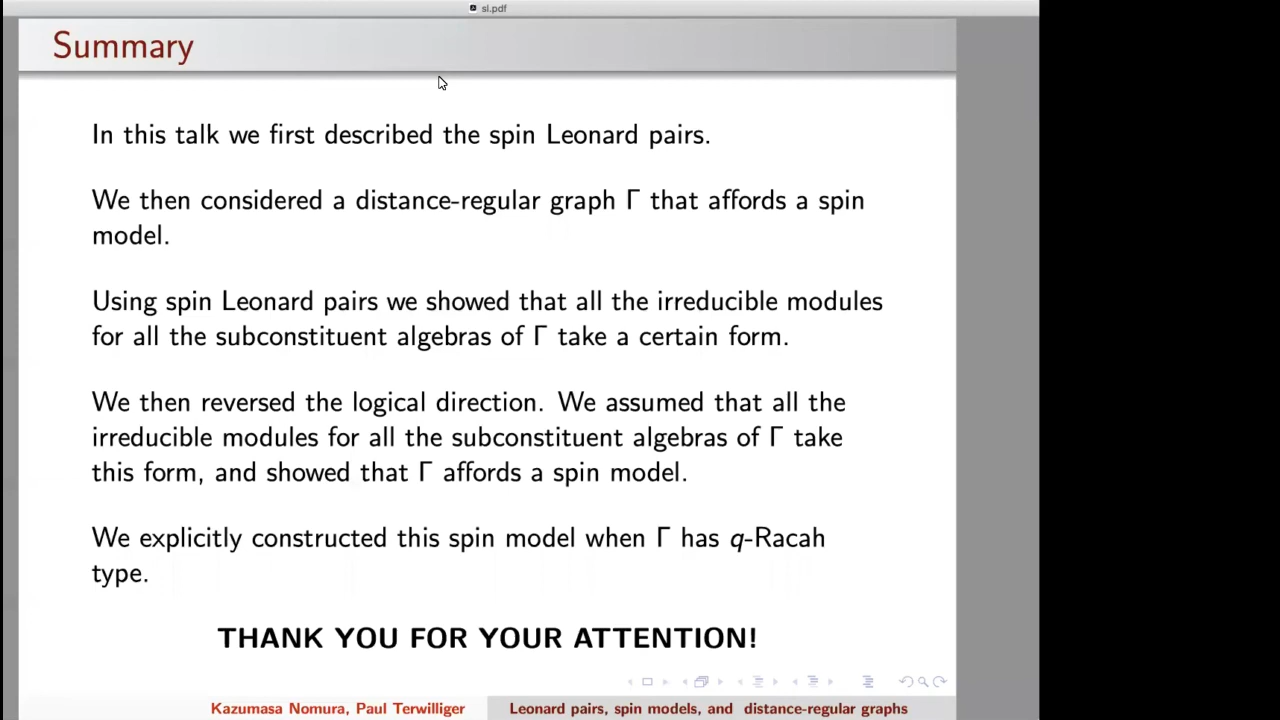 sl.pdf
Summary
In this talk we first described the spin Leonard pairs.
We then considered a distance-regular graph Γ that affords a spin
model.
Using spin Leonard pairs we showed that all the irreducible modules
for all the subconstituent algebras of Γ take a certain form.
We then reversed the logical direction. We assumed that all the
irreducible modules for all the subconstituent algebras of Γ take
this form, and showed that Γ affords a spin model.
We explicitly constructed this spin model when Γ has q-Racah
type.
THANK YOU FOR YOUR ATTENTION!
Kazumasa Nomura, Paul Terwilliger
Leonard pairs, spin models, and distance-regular graphs